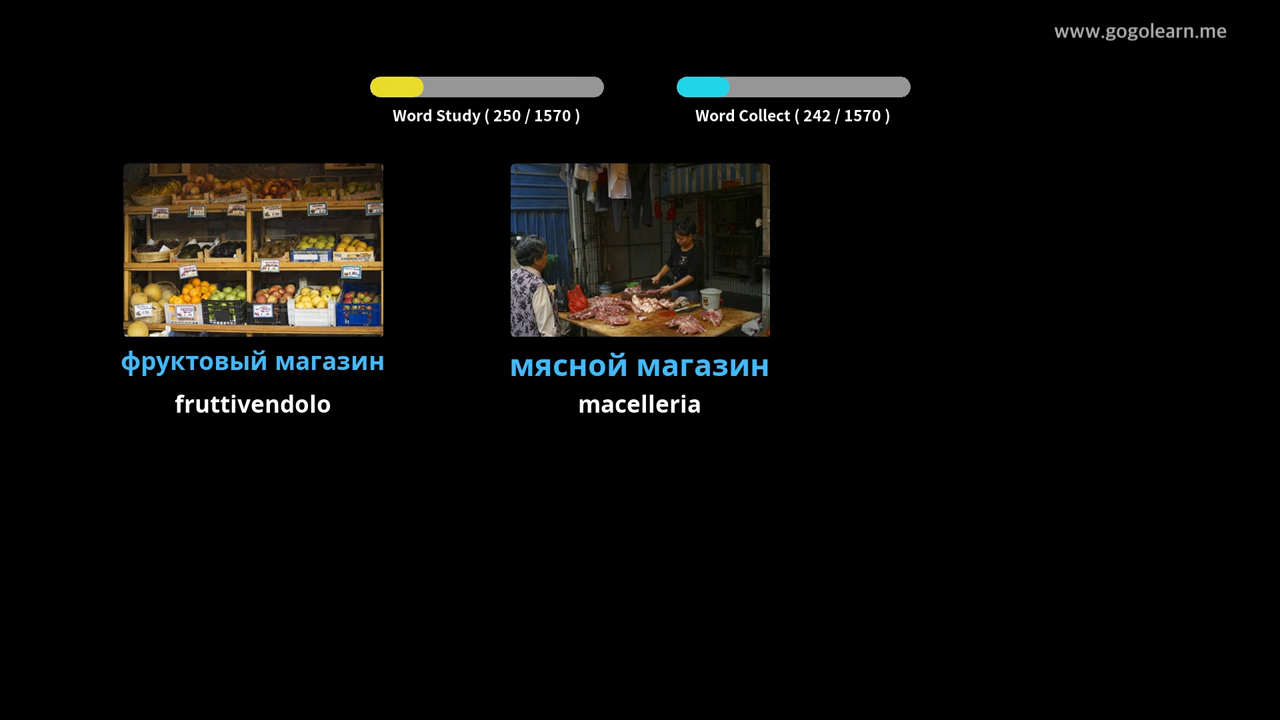 www.gogolearn.me
Word Study ( 250 / 1570 )
Word Collect ( 242 / 1570 )
фруктовый магазин
fruttivendolo
мясной магазин
macelleria